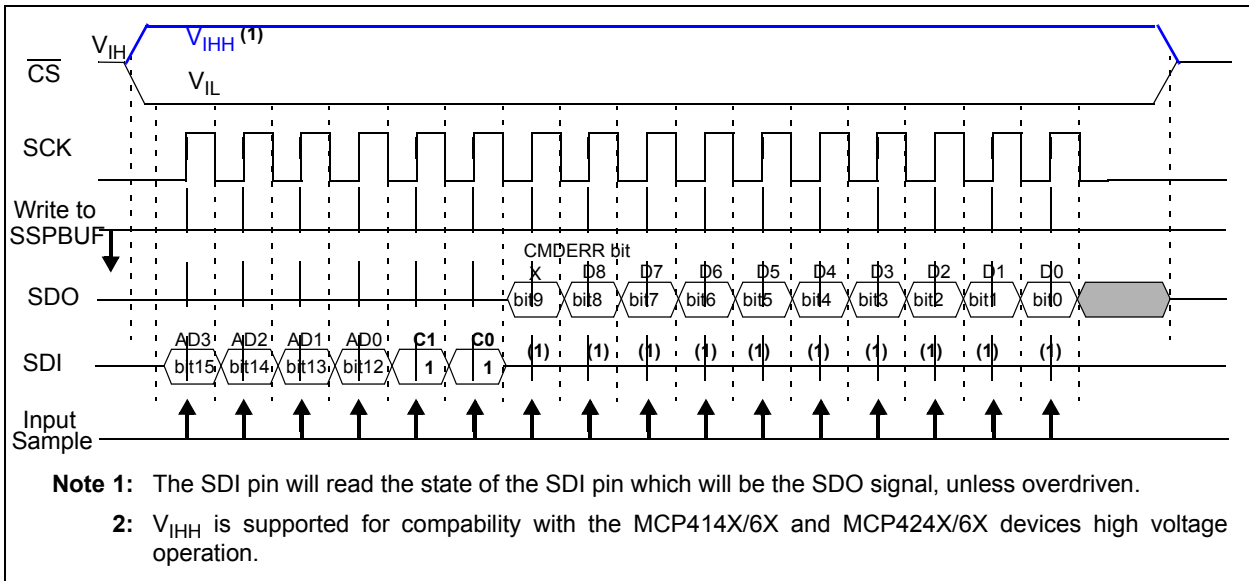 VIH
VIHH (1)
CS
VIL
SCK
Write to
SSPBUF
CMDERR bit
X D8 D7 D6 D5 D4 D3 D2 D1 D0
SDO bit9 bit8 bit7 bit6 bit5 bit4 bit3 bit2 bit1 bit0
AD3 AD2 AD1 AD0 C1 C0 (1) (1) (1) (1) (1) (1) (1) (1) (1) (1)
SDI bit15 bit14 bit13 bit12 1 1
Input
Sample
Note 1: The SDI pin will read the state of the SDI pin which will be the SDO signal, unless overdriven.
2: VIHH is supported for compability with the MCP414X/6X and MCP424X/6X devices high voltage
operation.